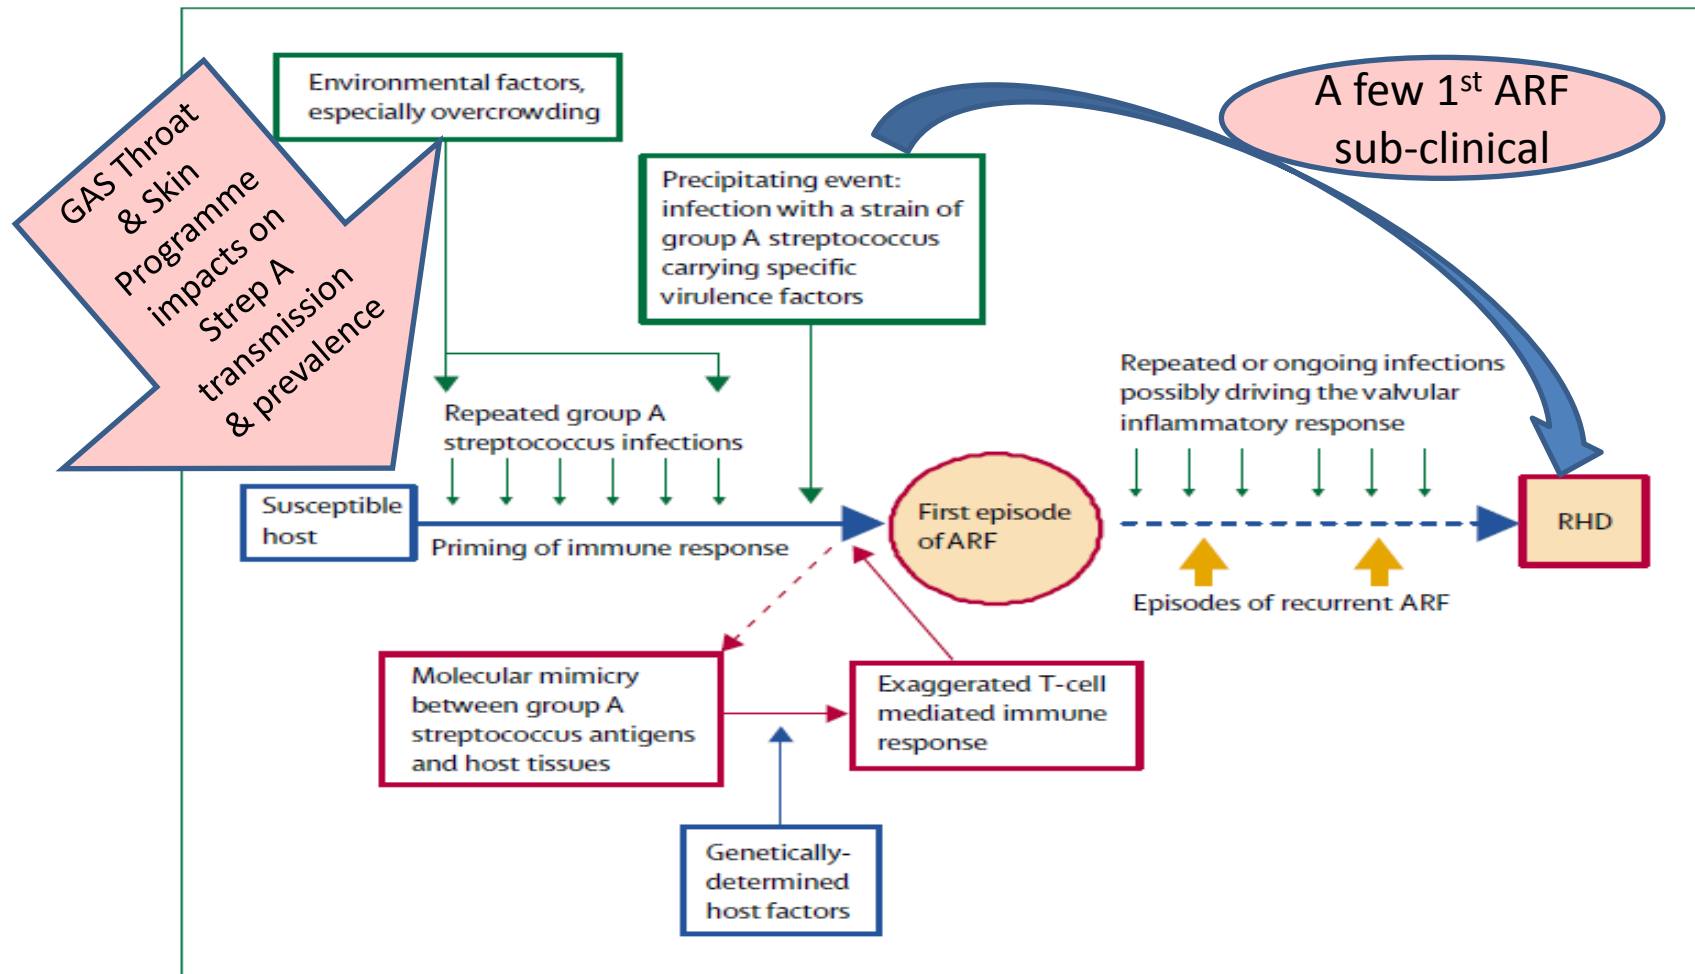 GAS Throat
& Skin
Programme
impacts on
Strep A
transmission
& prevalence
Environmental factors,
especially overcrowding
A few 1st ARF
sub-clinical
Precipitating event:
infection with a strain of
group A streptococcus
carrying specific
virulence factors
Repeated group A
streptococcus infections
Repeated or ongoing infections
possibly driving the valvular
inflammatory response
Susceptible
host
Priming of immune response
First episode
of ARF
RHD
Episodes of recurrent ARF
Molecular mimicry
between group A
streptococcus antigens
and host tissues
Exaggerated T-cell
mediated immune
response
Genetically-
determined
host factors